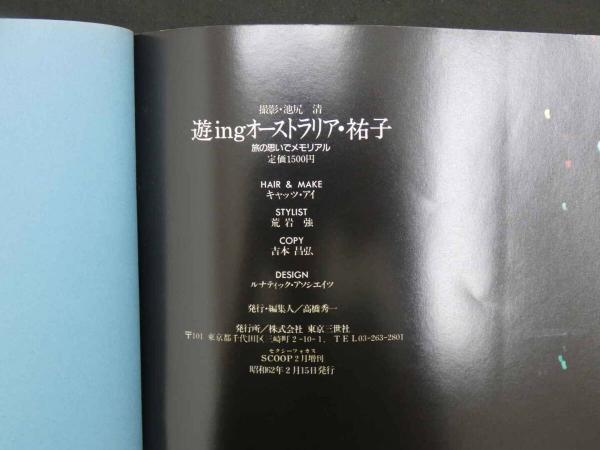 撮影・池尻 清
遊ingオーストラリア・祐子
旅の思いでメモリアル
定価1500円
HAIR & MAKE
キャッツ・アイ
STYLIST
荒岩 強
COPY
吉本 昌弘
DESIGN
ルナティック・アソシエイツ
発行・編集人/高橋秀一
発行所/株式会社 東京三世社
〒101 東京都千代田区三崎町2-10-1. TEL03-263-2801
セクシーフォーカス
SCOOP2月増刊
昭和62年2月15日発行